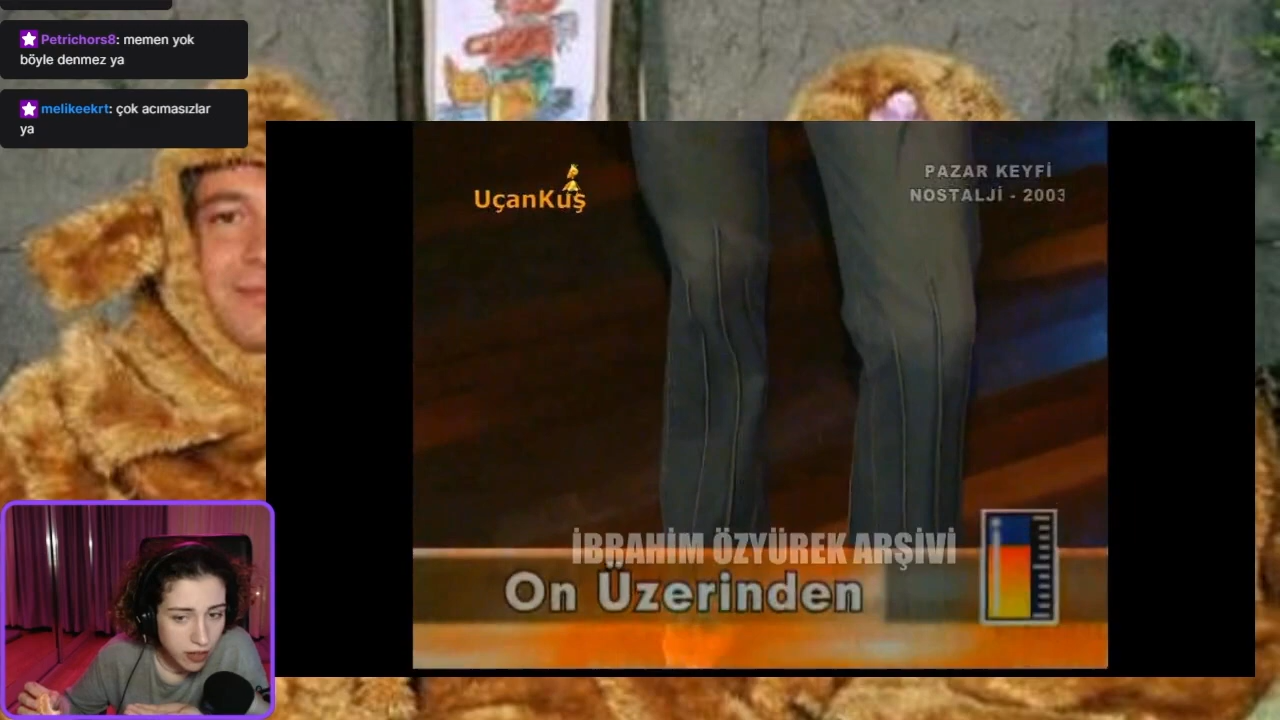 Petrichors8: memen yok
böyle denmez ya
melikeekrt: çok acımasızlar
ya
UçanKuş
PAZAR KEYFİ
NOSTALJİ - 2003
İBRAHİM ÖZYÜREK ARŞİVİ
On Üzerinden